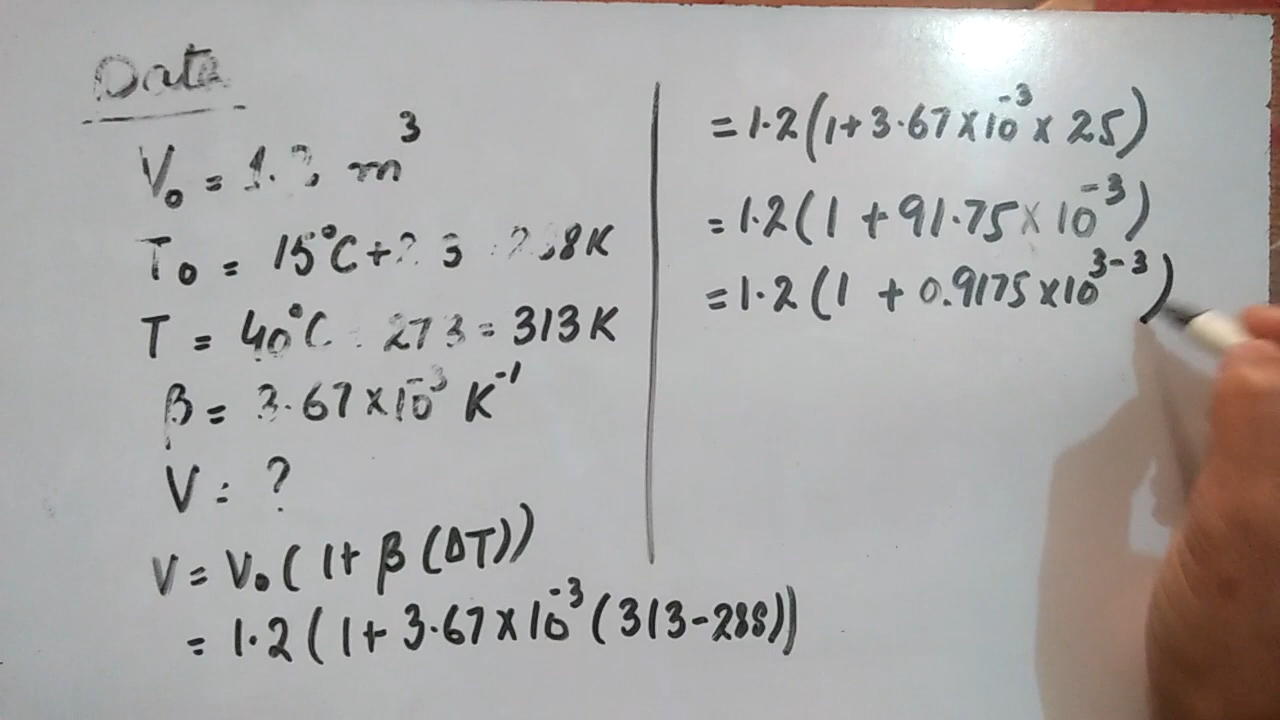 Data
V₀ = 1.2 m³
T₀ = 15°C + 2 3 288K
T = 40°C 273 = 313K
β = 3.67×10⁻³ K⁻¹
V = ?
V = V₀ ( 1+ β (ΔT))
= 1.2 ( 1+ 3.67×10⁻³ (313-288))
= 1.2 (1+ 3.67×10⁻³ × 25)
= 1.2 (1 + 91.75×10⁻³)
= 1.2 (1 + 0.9175×10³⁻³)